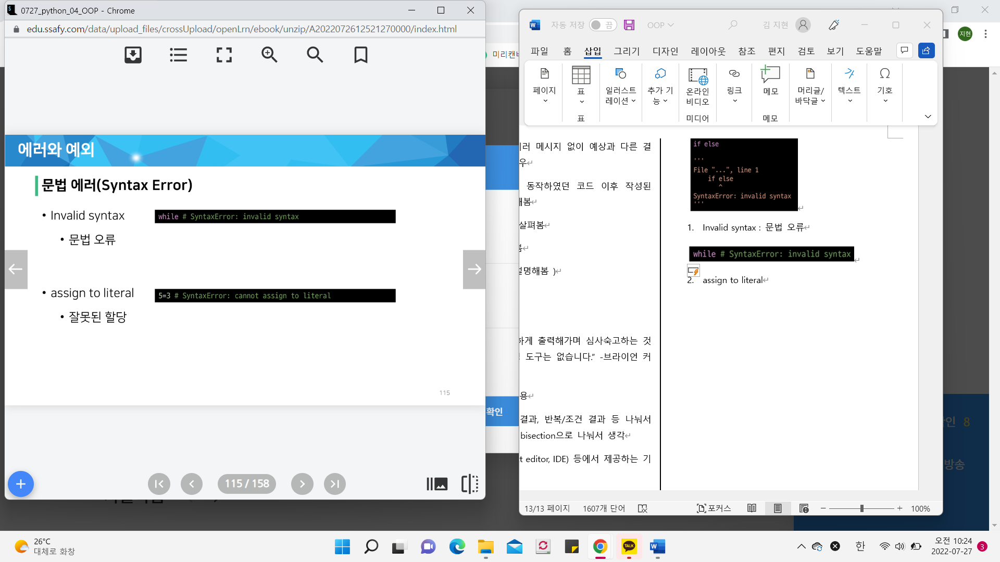 0727_python_04_OOP - Chrome
edu.ssafy.com/data/upload_files/crossUpload/openLrn/ebook/unzip/A2022072612521270000/index.html
에러와 예외
문법 에러(Syntax Error)
• Invalid syntax
while # SyntaxError: invalid syntax
• 문법 오류
• assign to literal
5=3 # SyntaxError: cannot assign to literal
• 잘못된 할당
115
115 / 158
미리캔버
확인
자동 저장
끔
OOP
김 지현
지현
파일 홈 삽입 그리기 디자인 레이아웃 참조 편지 검토 보기 도움말
페이지
표
일러스트
레이션
추가 기
능
온라인
비디오
링크
메모
머리글/
바닥글
텍스트
기호
표
미디어
메모
러 메시지 없이 예상과 다른 결
우
동작하였던 코드 이후 작성된
해봄
살펴봄
봄
설명해봄 )
하게 출력해가며 심사숙고하는 것
도구는 없습니다.” -브라이언 커
용
결과, 반복/조건 결과 등 나눠서
bisection으로 나눠서 생각
t editor, IDE) 등에서 제공하는 기
if else
'''
File "...", line 1
if else
^
SyntaxError: invalid syntax
'''
1. Invalid syntax : 문법 오류
while # SyntaxError: invalid syntax
2. assign to literal
13/13 페이지
1607개 단어
포커스
100%
인 8
방송
26°C
대체로 화창
TALK
한
오전 10:24
2022-07-27
3